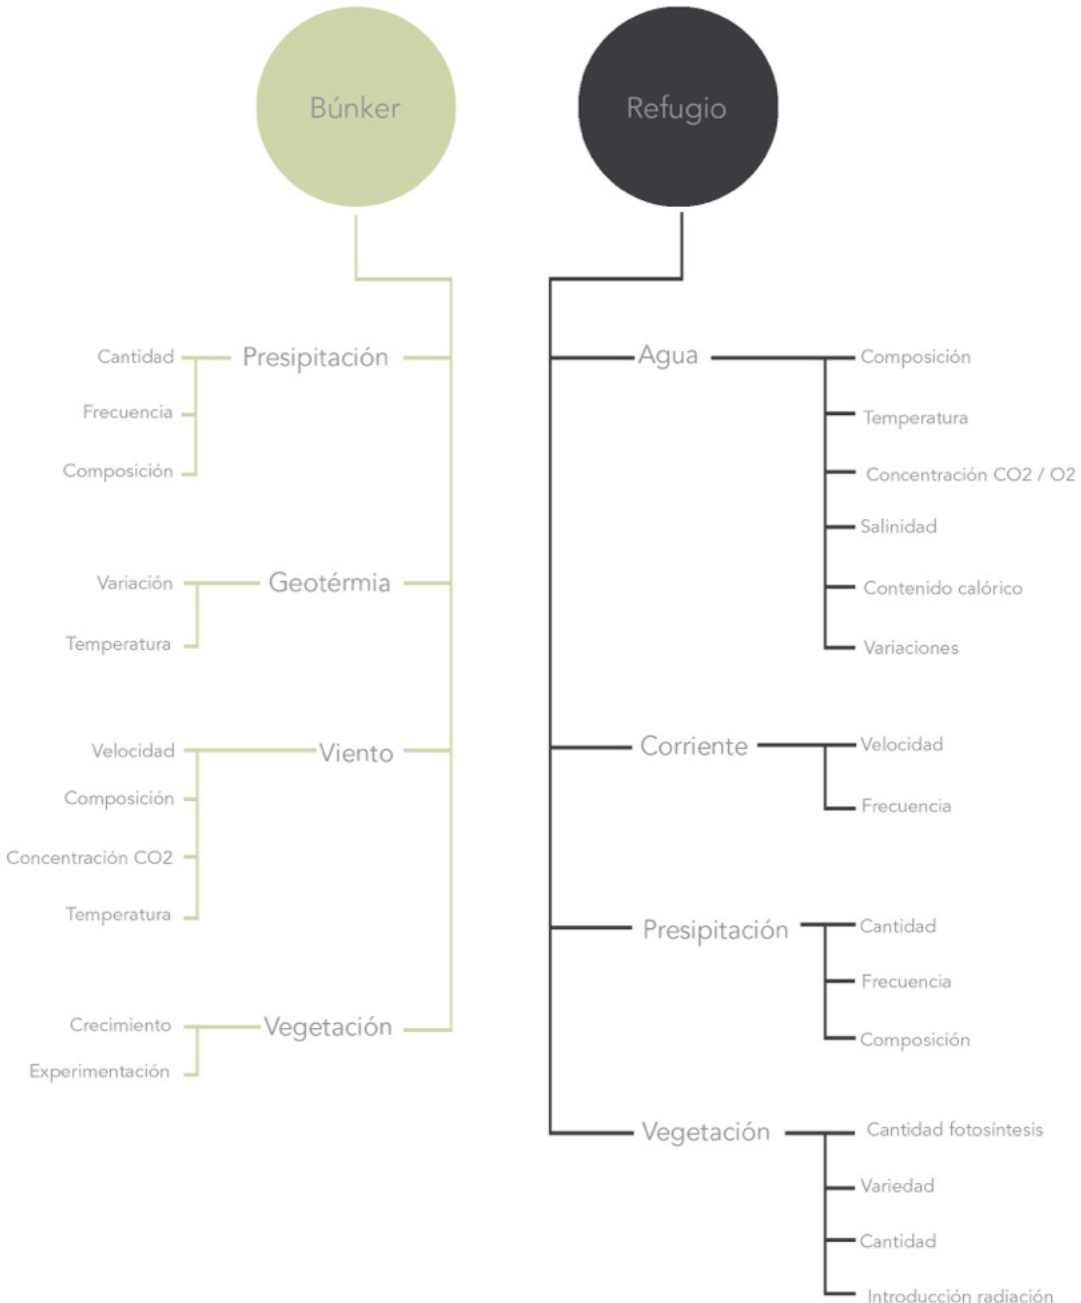 Búnker
Presipitación
Cantidad
Frecuencia
Composición
Geotérmia
Variación
Temperatura
Viento
Velocidad
Composición
Concentración CO2
Temperatura
Vegetación
Crecimiento
Experimentación
Refugio
Agua
Composición
Temperatura
Concentración CO2 / O2
Salinidad
Contenido calórico
Variaciones
Corriente
Velocidad
Frecuencia
Presipitación
Cantidad
Frecuencia
Composición
Vegetación
Cantidad fotosíntesis
Variedad
Cantidad
Introducción radiación